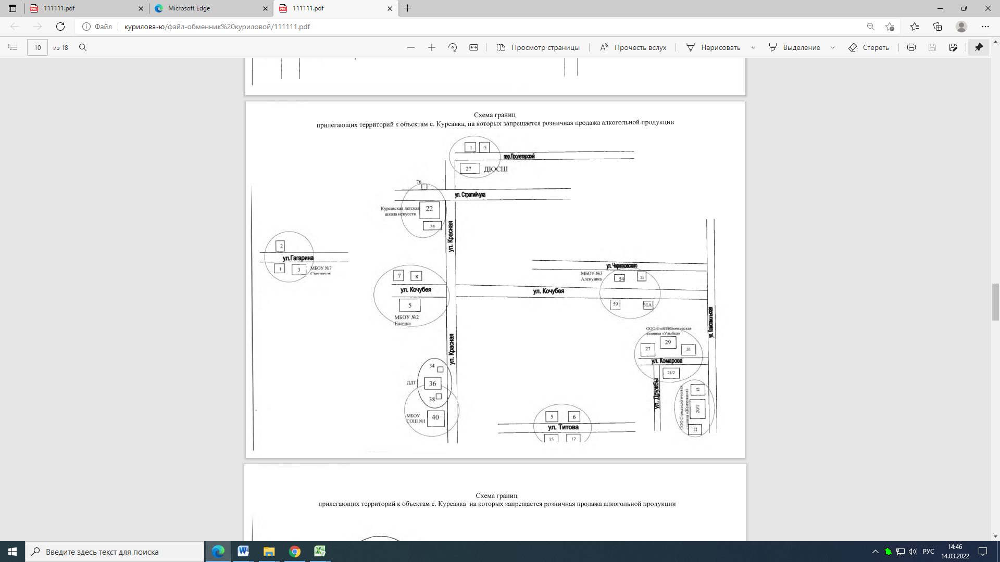 111111.pdf
Microsoft Edge
111111.pdf
Файл
курилова-ю/файл-обменник%20куриловой/111111.pdf
10
из 18
Просмотр страницы
Прочесть вслух
Нарисовать
Выделение
Стереть
Схема границ
прилегающих территорий к объектам с. Курсавка, на которых запрещается розничная продажа алкогольной продукции
1
5
пер.Пролетарский
27
ДЮСШ
76
ул. Стратийчука
Курсавская детская
школа искусств
22
24
ул. Красная
2
ул.Гагарина
1
3
МБОУ №7
Светлячок
7
8
ул. Кочубея
5
МБОУ №2
Елочка
ул. Черняховского
МБОУ №3
Аленушка
54
23
ул. Кочубея
59
61А
ул. Комсомольская
ООО Стоматологическая
клиника «Улыбка»
27
29
31
ул. Комарова
24/2
ул. Дружбы
ООО Стоматологическая
клиника «Жемчужина»
18
20/1
22
ул. Красная
34
ДДТ
36
38
МБОУ
СОШ №1
40
5
6
ул. Титова
15
17
Схема границ
прилегающих территорий к объектам с. Курсавка на которых запрещается розничная продажа алкогольной продукции
Введите здесь текст для поиска
РУС
14:46
14.03.2022